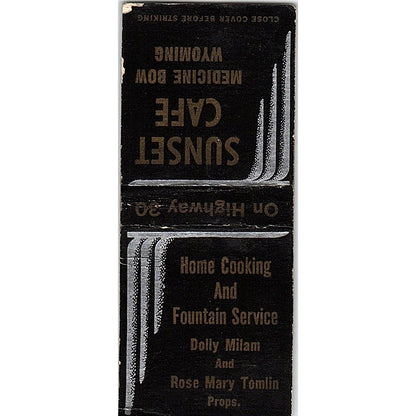 SUNSET
CAFE
MEDICINE BOW
WYOMING
CLOSE COVER BEFORE STRIKING
On Highway 30
Home Cooking
And
Fountain Service
Dolly Milam
And
Rose Mary Tomlin
Props.